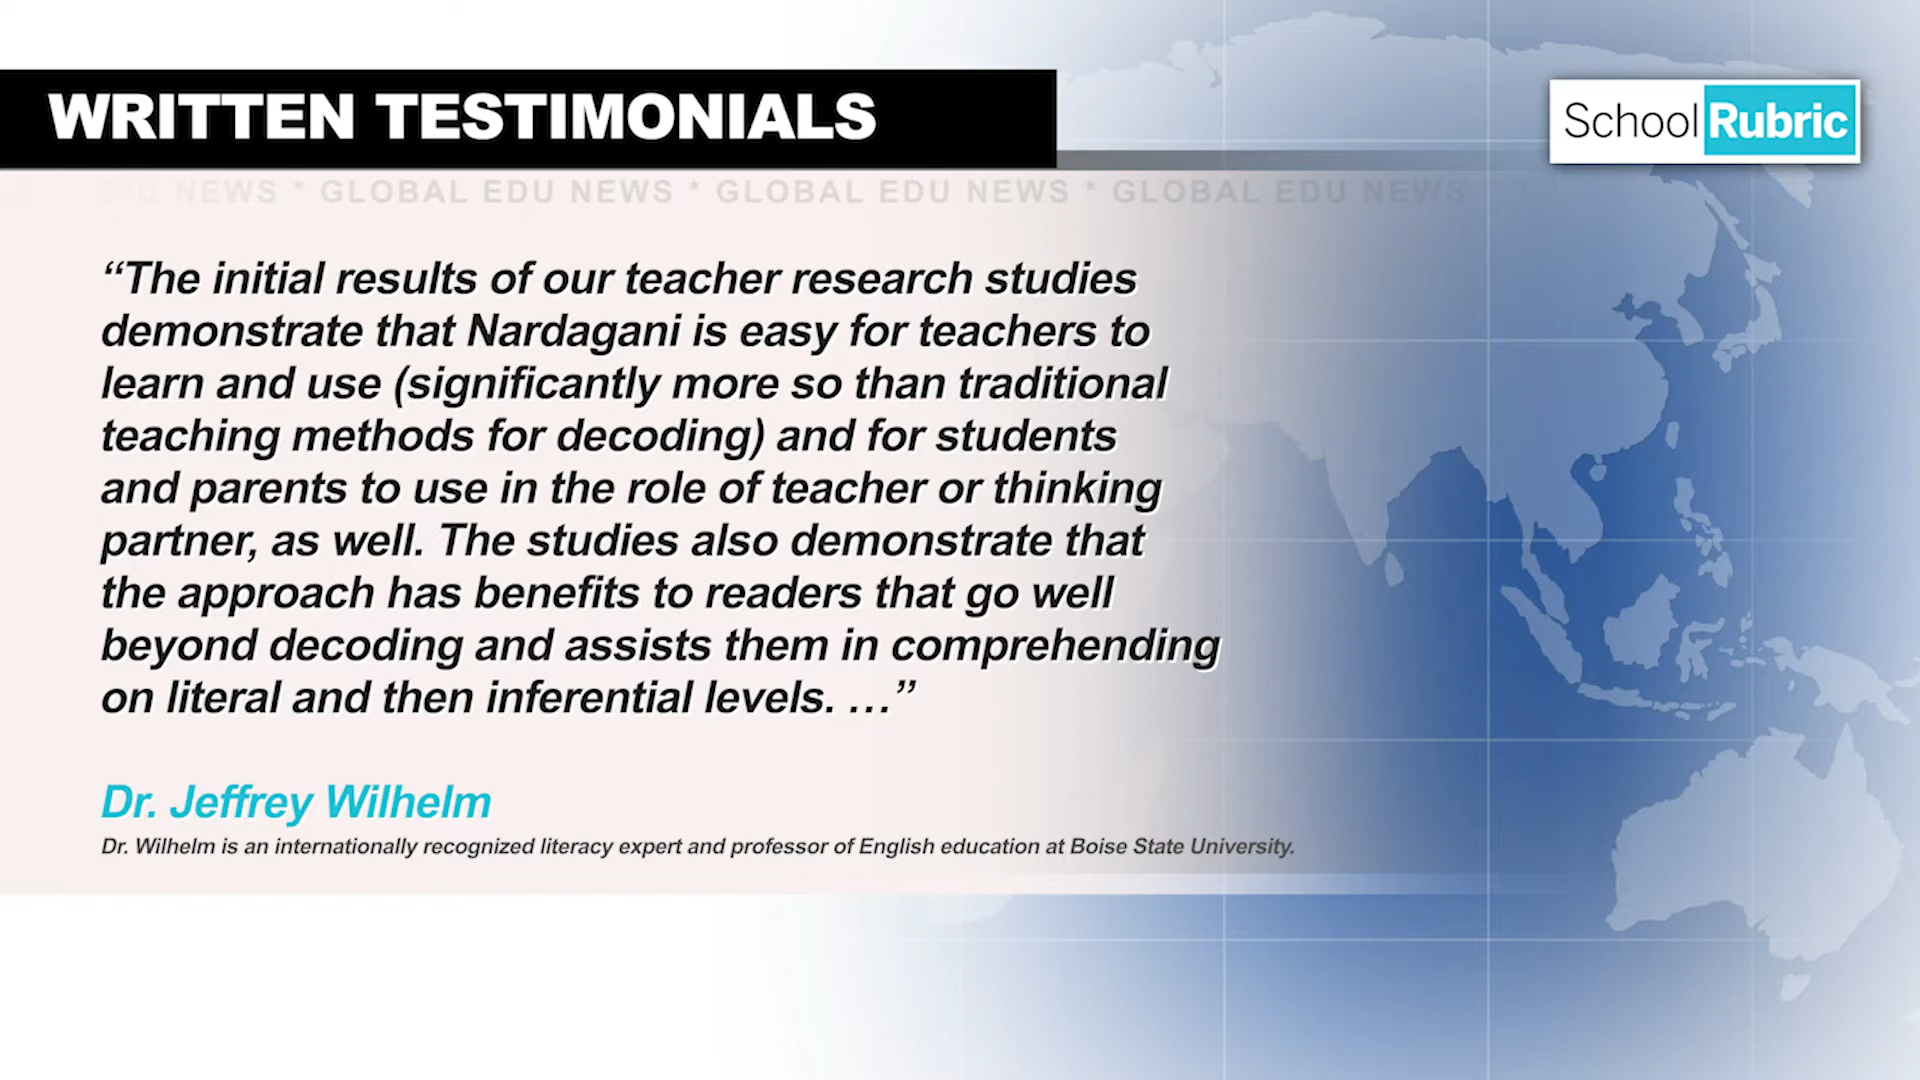 WRITTEN TESTIMONIALS
School Rubric
EDU NEWS * GLOBAL EDU NEWS * GLOBAL EDU NEWS * GLOBAL EDU NEWS
“The initial results of our teacher research studies
demonstrate that Nardagani is easy for teachers to
learn and use (significantly more so than traditional
teaching methods for decoding) and for students
and parents to use in the role of teacher or thinking
partner, as well. The studies also demonstrate that
the approach has benefits to readers that go well
beyond decoding and assists them in comprehending
on literal and then inferential levels. …”
Dr. Jeffrey Wilhelm
Dr. Wilhelm is an internationally recognized literacy expert and professor of English education at Boise State University.